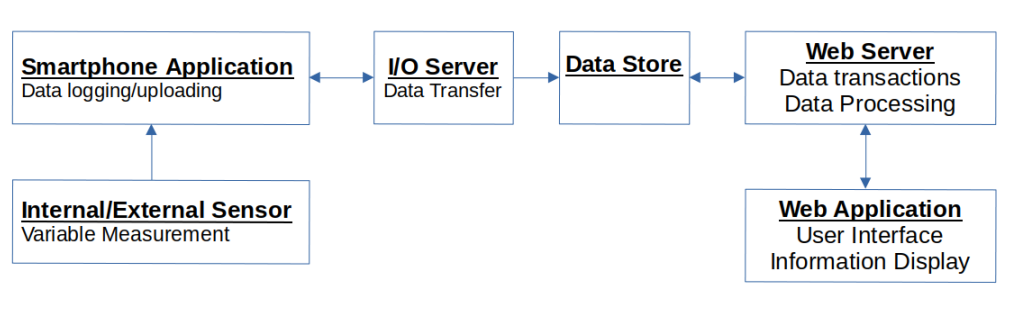 Smartphone Application
Data logging/uploading
I/O Server
Data Transfer
Data Store
Web Server
Data transactions
Data Processing
Internal/External Sensor
Variable Measurement
Web Application
User Interface
Information Display